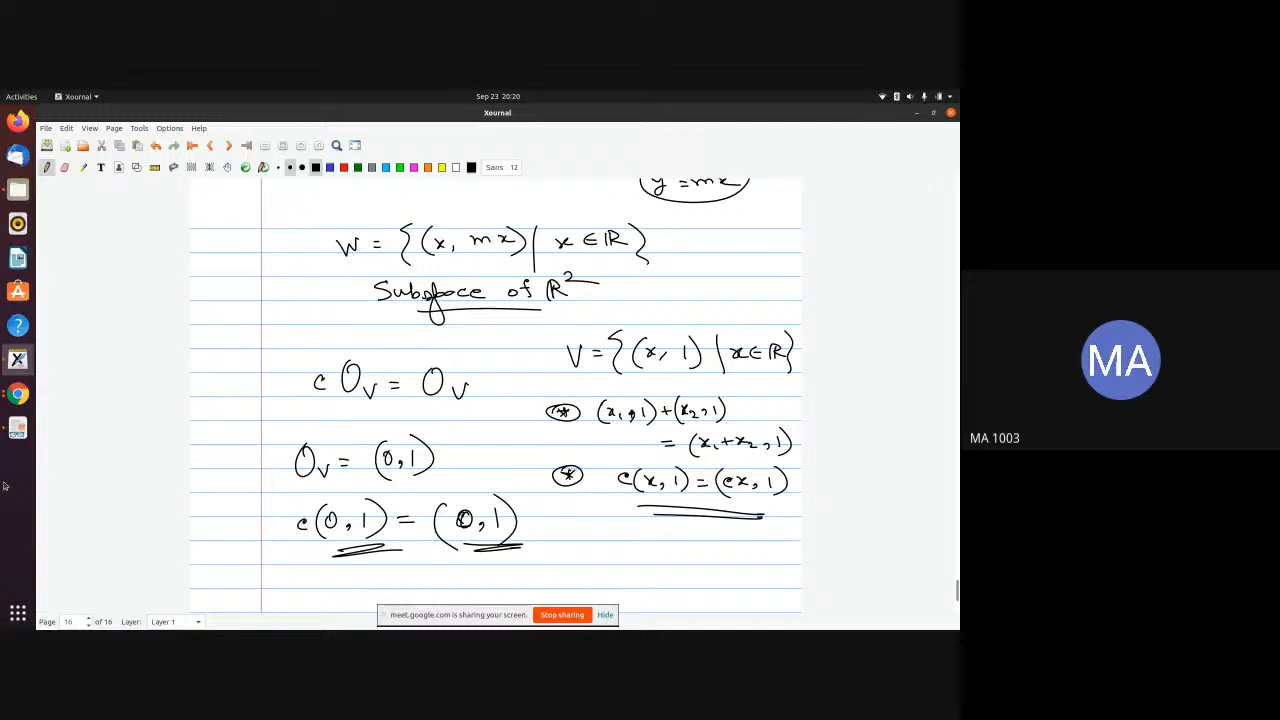 Activities Xournal Sep 23 20:20
Xournal
File Edit View Page Tools Options Help
Sans 12
y = mx
W = {(x, mx) | x ∈ ℝ}
Subspace of ℝ²
V = {(x, 1) | x ∈ ℝ}
c 0_V = 0_V
* (x₁, 1) + (x₂, 1)
= (x₁ + x₂, 1)
0_V = (0, 1)
* c(x, 1) = (cx, 1)
c(0, 1) = (0, 1)
MA
MA 1003
meet.google.com is sharing your screen. Stop sharing Hide
Page 16 of 16 Layer: Layer 1